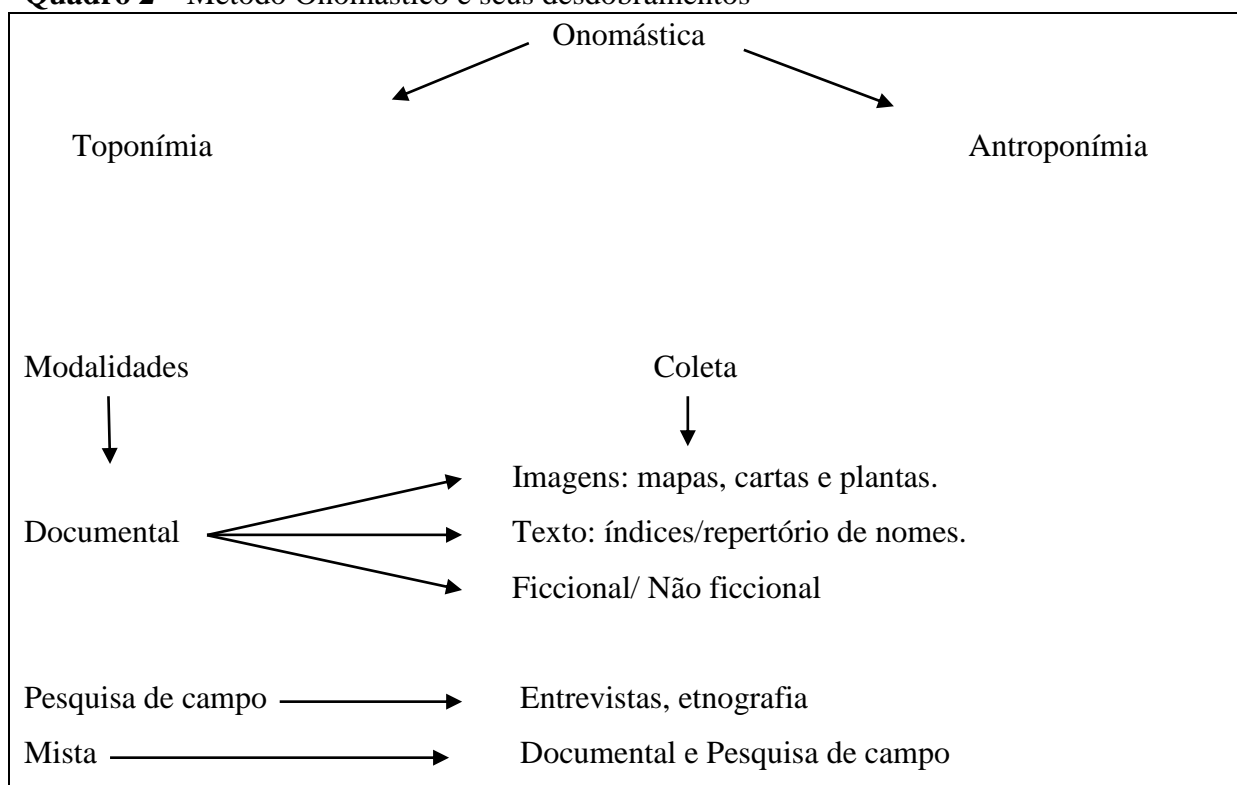 Quadro 2 – Método Onomástico e seus desdobramentos
Onomástica
Toponímia Antroponímia
Modalidades Coleta
Imagens: mapas, cartas e plantas.
Documental Texto: índices/repertório de nomes.
Ficcional/ Não ficcional
Pesquisa de campo Entrevistas, etnografia
Mista Documental e Pesquisa de campo